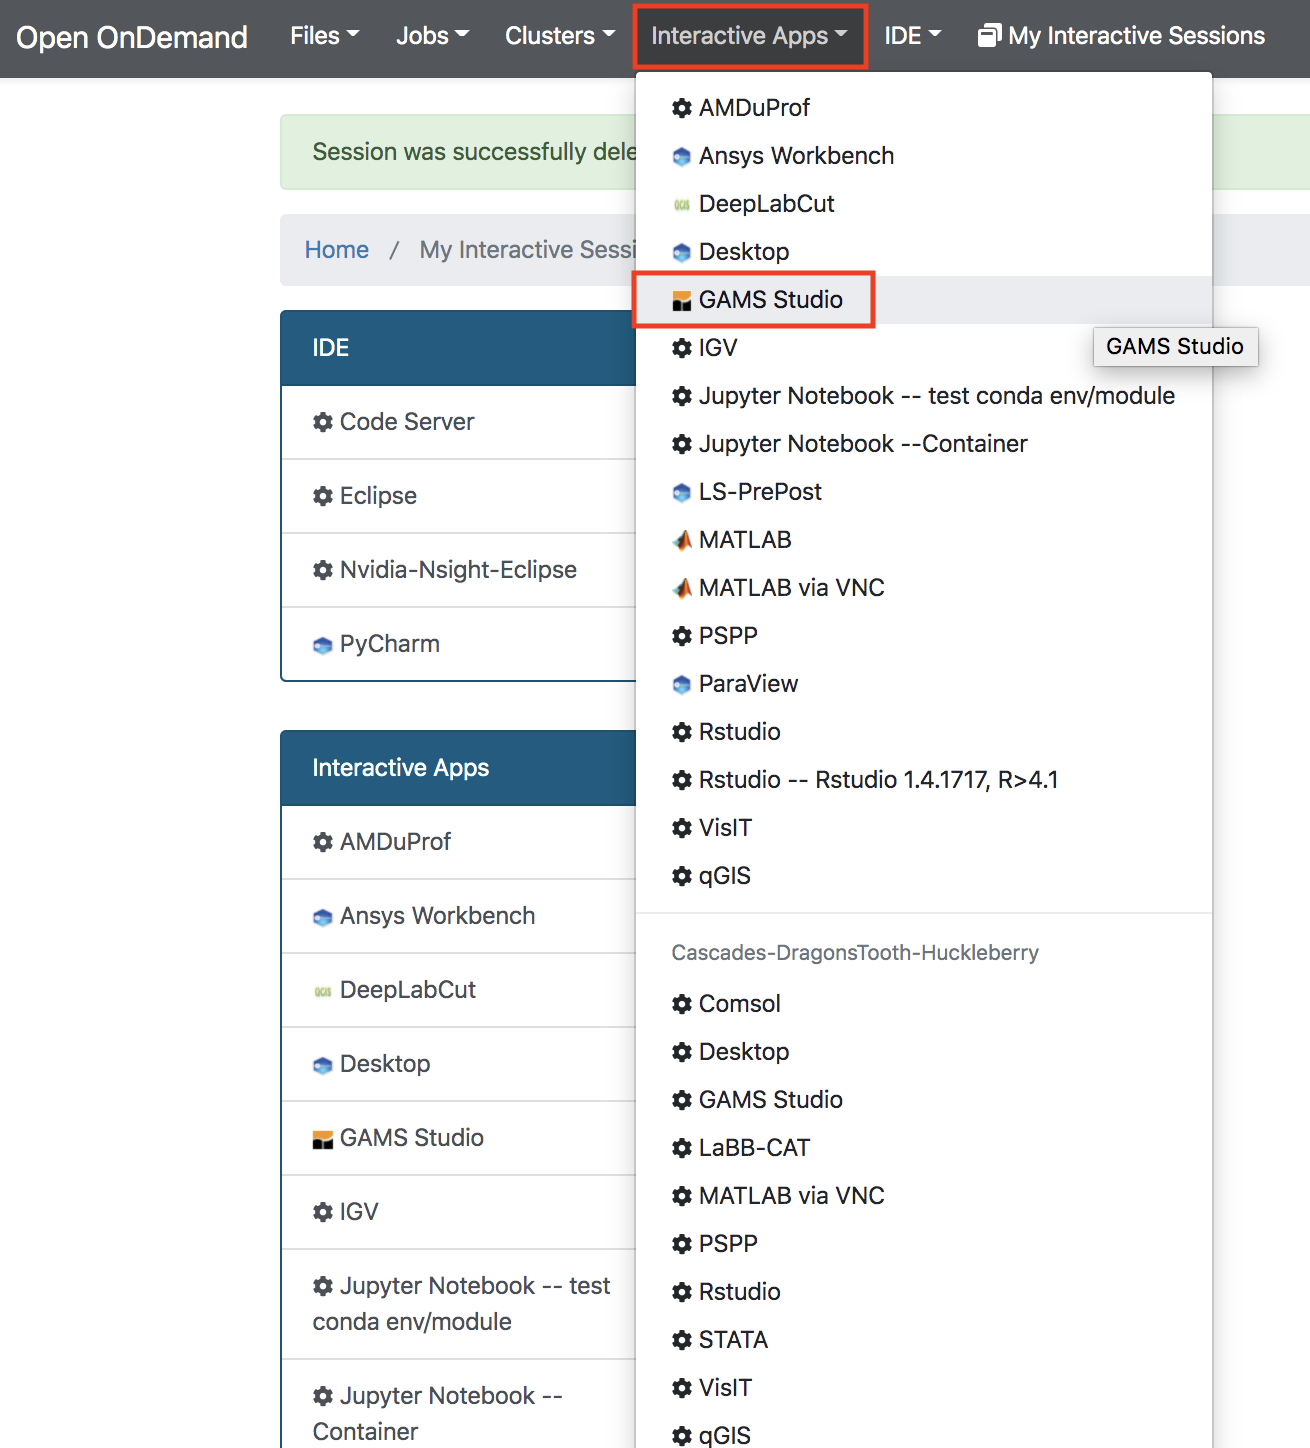 Open OnDemand Files Jobs Clusters Interactive Apps IDE My Interactive Sessions
Session was successfully dele
Home / My Interactive Sessi
IDE
Code Server
Eclipse
Nvidia-Nsight-Eclipse
PyCharm
Interactive Apps
AMDuProf
Ansys Workbench
QGIS DeepLabCut
Desktop
GAMS Studio
IGV
Jupyter Notebook -- test
conda env/module
Jupyter Notebook --
Container
AMDuProf
Ansys Workbench
QGIS DeepLabCut
Desktop
GAMS Studio
IGV
GAMS Studio
Jupyter Notebook -- test conda env/module
Jupyter Notebook --Container
LS-PrePost
MATLAB
MATLAB via VNC
PSPP
ParaView
Rstudio
Rstudio -- Rstudio 1.4.1717, R>4.1
VisIT
qGIS
Cascades-DragonsTooth-Huckleberry
Comsol
Desktop
GAMS Studio
LaBB-CAT
MATLAB via VNC
PSPP
Rstudio
STATA
VisIT
qGIS